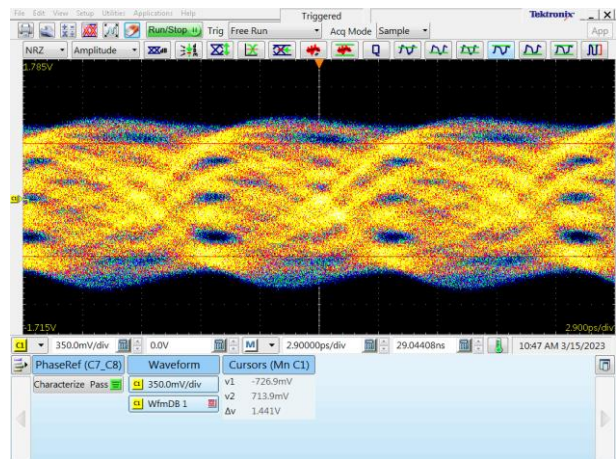 File Edit View Setup Utilities Applications Help Triggered Tektronix
Run/Stop Trig Free Run Acq Mode Sample App
NRZ Amplitude
1.785V
C1
-1.715V 2.900ps/div
C1 350.0mV/div 0.0V M 2.90000ps/div 29.04408ns 10:47 AM 3/15/2023
PhaseRef (C7_C8) Waveform Cursors (Mn C1)
Characterize Pass C1 350.0mV/div v1 -726.9mV
v2 713.9mV
C1 WfmDB 1 Δv 1.441V